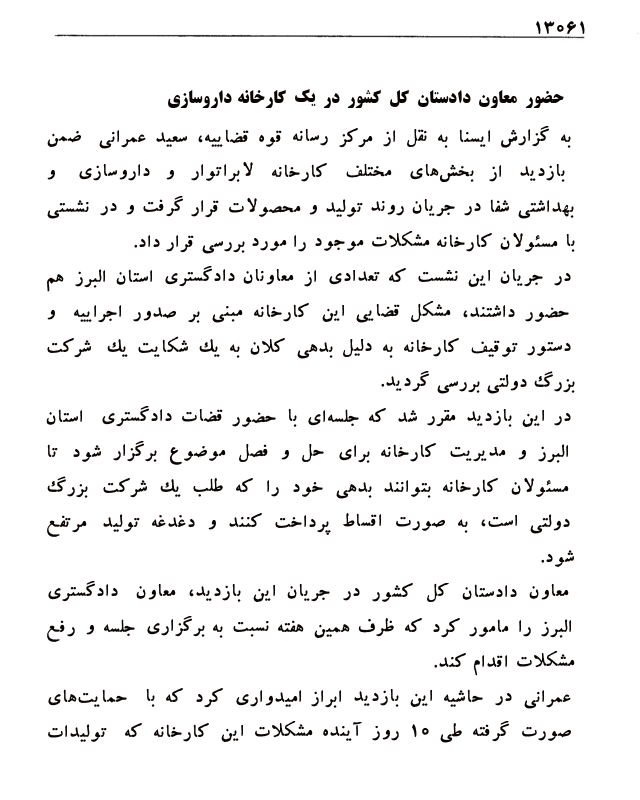 ۱۳۰۶۱
حضور معاون دادستان کل کشور در یک کارخانه داروسازی
به گزارش ایسنا به نقل از مرکز رسانه قوه قضاییه، سعید عمرانی ضمن
بازدید از بخش‌های مختلف کارخانه لابراتوار و داروسازی و
بهداشتی شفا در جریان روند تولید و محصولات قرار گرفت و در نشستی
با مسئولان کارخانه مشکلات موجود را مورد بررسی قرار داد.
در جریان این نشست که تعدادی از معاونان دادگستری استان البرز هم
حضور داشتند، مشکل قضایی این کارخانه مبنی بر صدور اجراییه و
دستور توقیف کارخانه به دلیل بدهی کلان به یك شکایت یك شرکت
بزرگ دولتی بررسی گردید.
در این بازدید مقرر شد که جلسه‌ای با حضور قضات دادگستری استان
البرز و مدیریت کارخانه برای حل و فصل موضوع برگزار شود تا
مسئولان کارخانه بتوانند بدهی خود را که طلب یك شرکت بزرگ
دولتی است، به صورت اقساط پرداخت کنند و دغدغه تولید مرتفع
شود.
معاون دادستان کل کشور در جریان این بازدید، معاون دادگستری
البرز را مامور کرد که ظرف همین هفته نسبت به برگزاری جلسه و رفع
مشکلات اقدام کند.
عمرانی در حاشیه این بازدید ابراز امیدواری کرد که با حمایت‌های
صورت گرفته طی ۱۰ روز آینده مشکلات این کارخانه که تولیدات